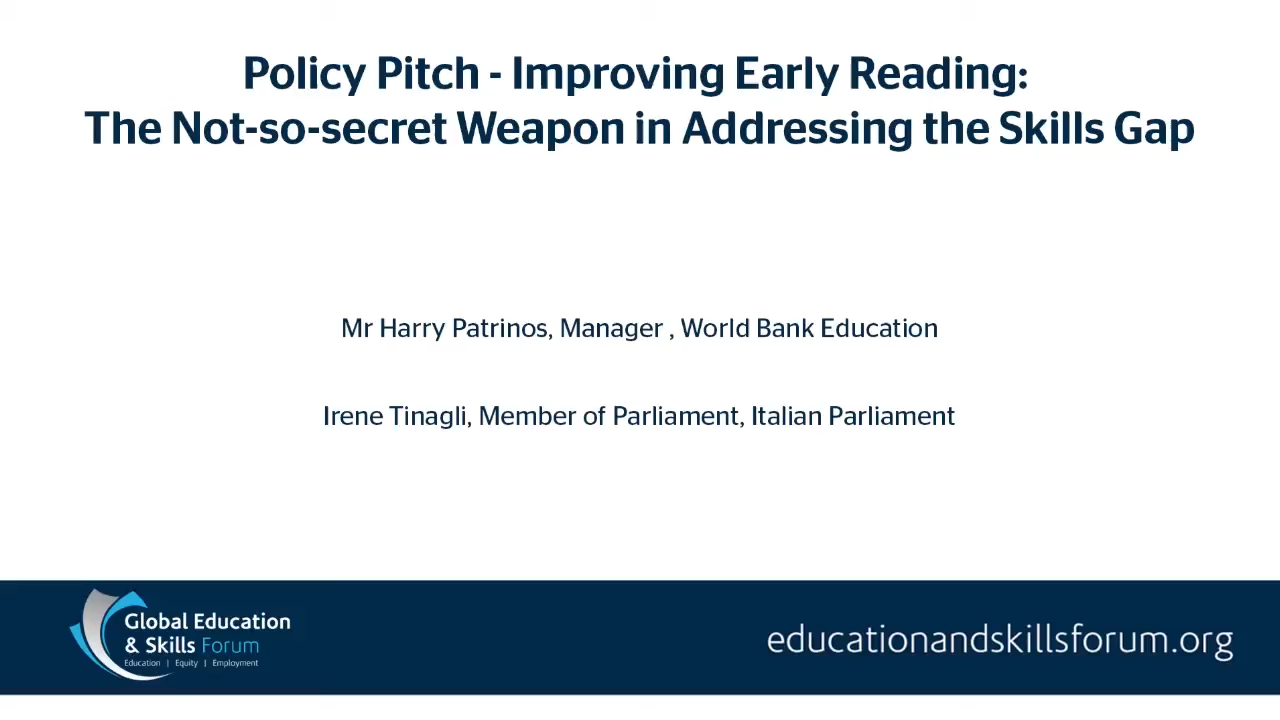 Policy Pitch - Improving Early Reading:
The Not-so-secret Weapon in Addressing the Skills Gap
Mr Harry Patrinos, Manager , World Bank Education
Irene Tinagli, Member of Parliament, Italian Parliament
Global Education
& Skills Forum
Education | Equity | Employment
educationandskillsforum.org